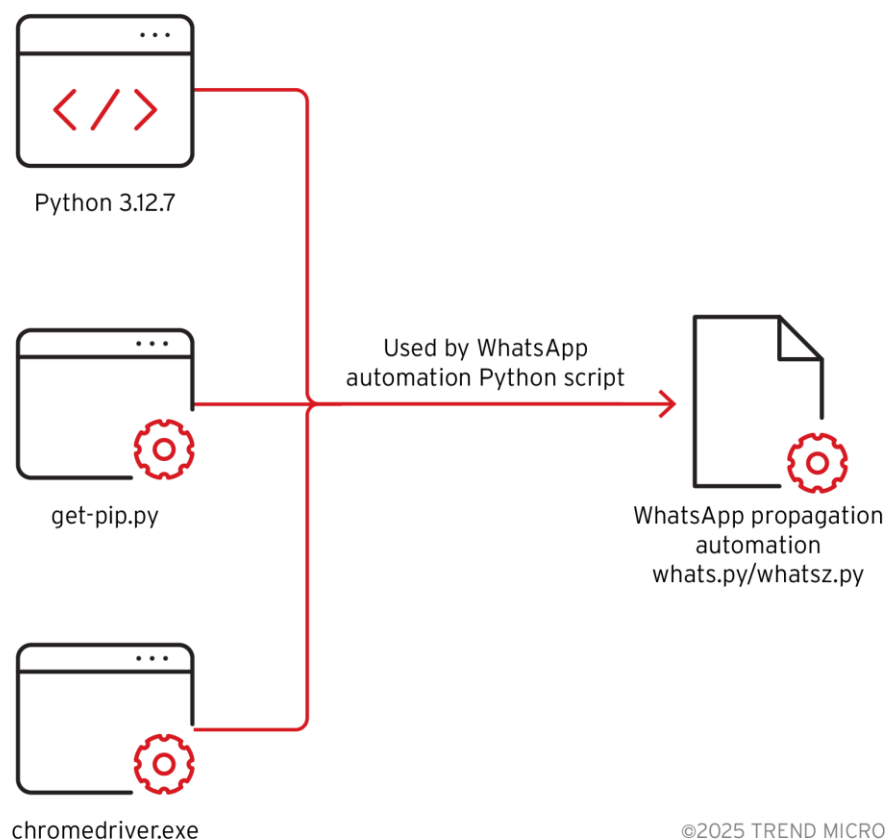 </>
Python 3.12.7
Used by WhatsApp
automation Python script
get-pip.py
WhatsApp propagation
automation
whats.py/whatsz.py
chromedriver.exe
©2025 TREND MICRO